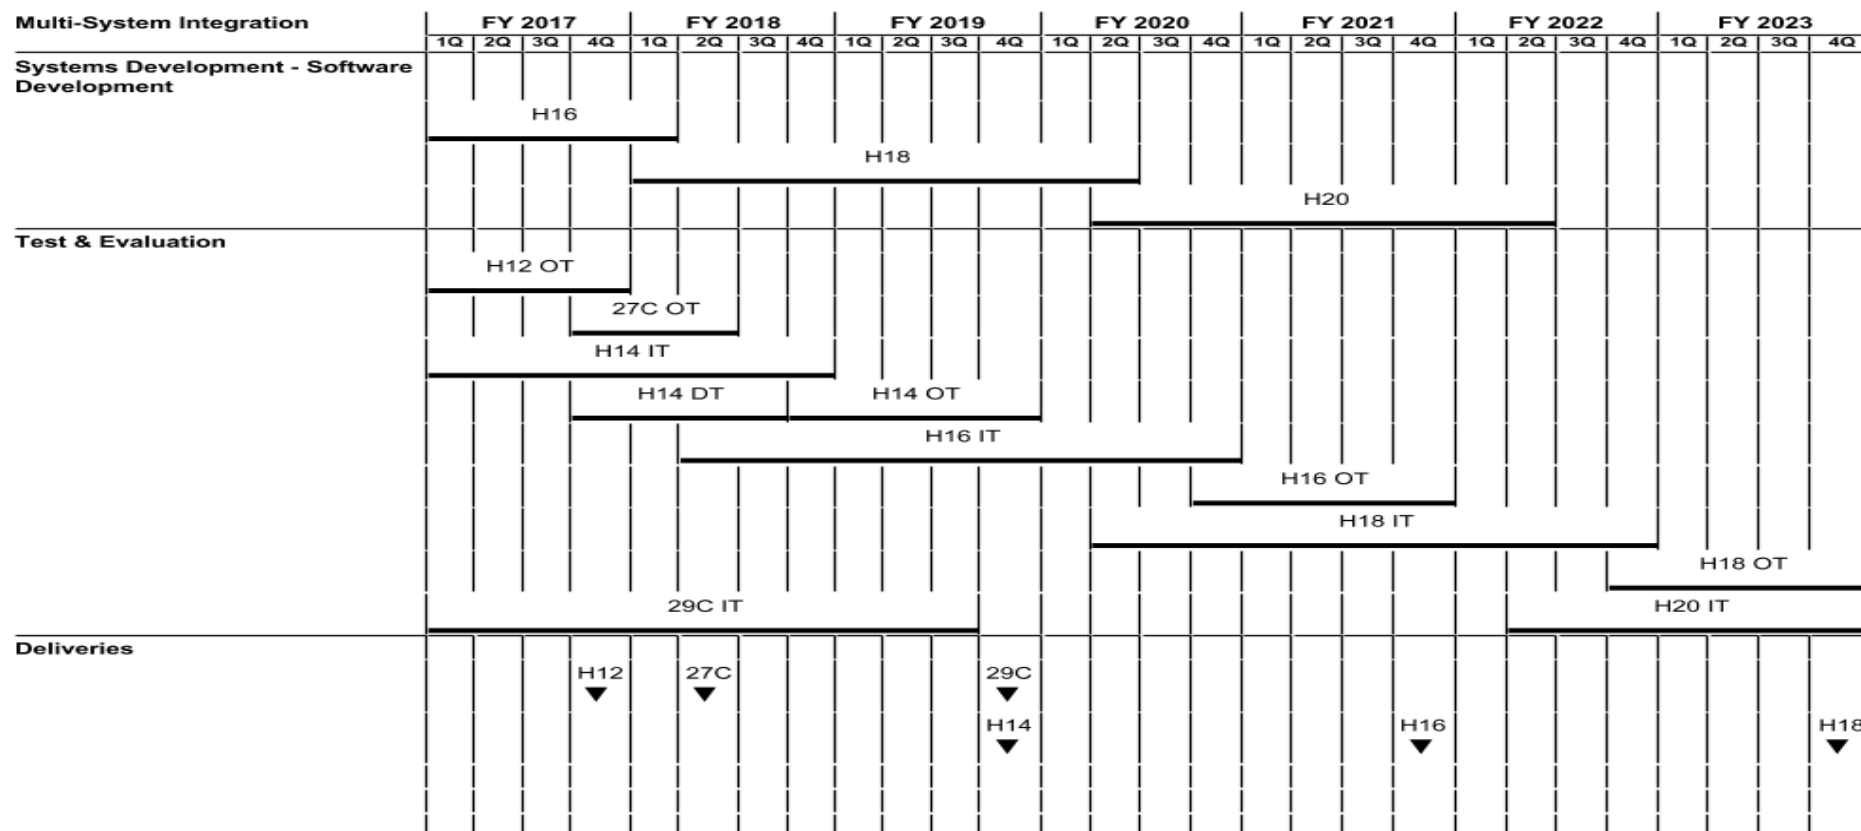 Multi-System Integration FY 2017 FY 2018 FY 2019 FY 2020 FY 2021 FY 2022 FY 2023
1Q 2Q 3Q 4Q 1Q 2Q 3Q 4Q 1Q 2Q 3Q 4Q 1Q 2Q 3Q 4Q 1Q 2Q 3Q 4Q 1Q 2Q 3Q 4Q 1Q 2Q 3Q 4Q
Systems Development - Software
Development
H16
H18
H20
Test & Evaluation
H12 OT
27C OT
H14 IT
H14 DT H14 OT
H16 IT
H16 OT
H18 IT
H18 OT
29C IT H20 IT
Deliveries
H12 27C 29C
H14 H16 H18